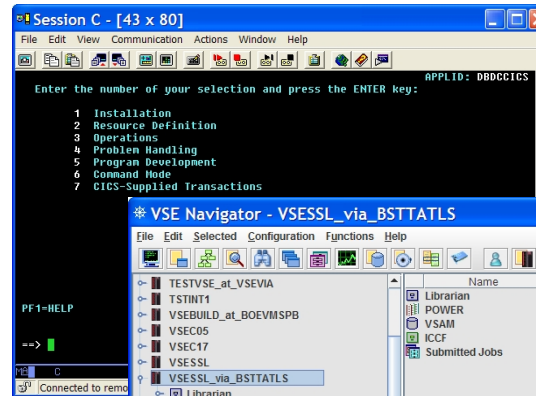 Session C - [43 x 80]
File Edit View Communication Actions Window Help
APPLID: DBDCCICS
Enter the number of your selection and press the ENTER key:
1 Installation
2 Resource Definition
3 Operations
4 Problem Handling
5 Program Development
6 Command Mode
7 CICS-Supplied Transactions
PF1=HELP
==>
C
Connected to remo
VSE Navigator - VSESSL_via_BSTTATLS
File Edit Selected Configuration Functions Help
TESTVSE_at_VSEVIA
TSTINT1
VSEBUILD_at_BOEVMSPB
VSEC05
VSEC17
VSESSL
VSESSL_via_BSTTATLS
Librarian
Name
Librarian
POWER
VSAM
ICCF
Submitted Jobs